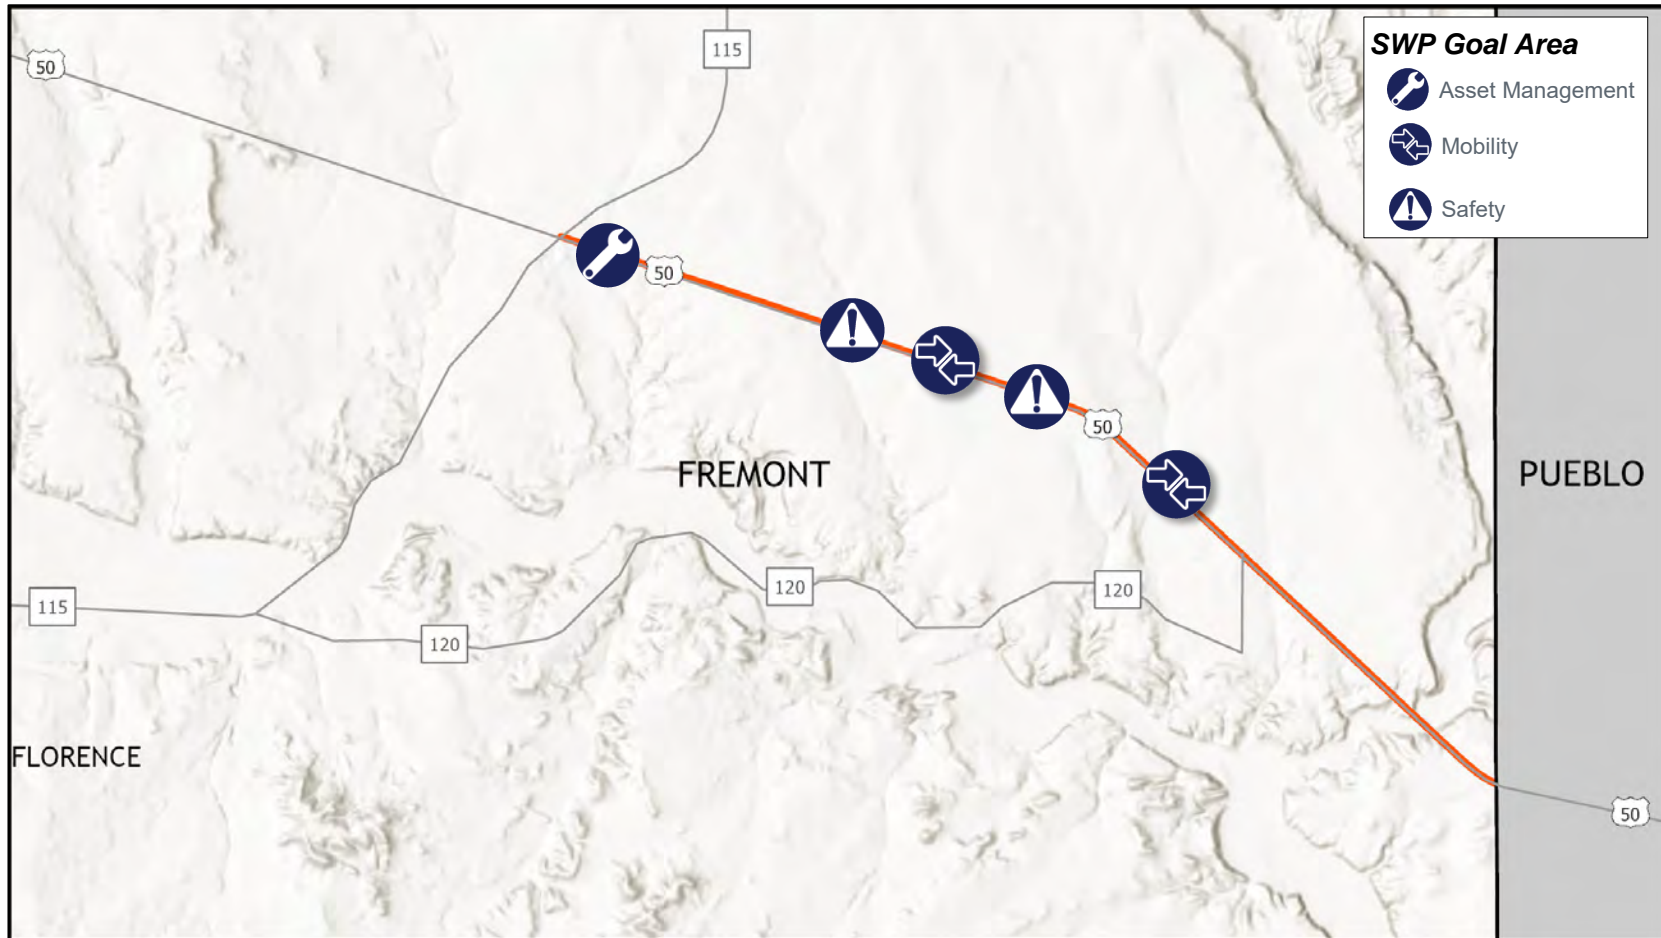 115
50
SWP Goal Area
Asset Management
Mobility
Safety
50
50
FREMONT
PUEBLO
120
120
115
120
FLORENCE
50